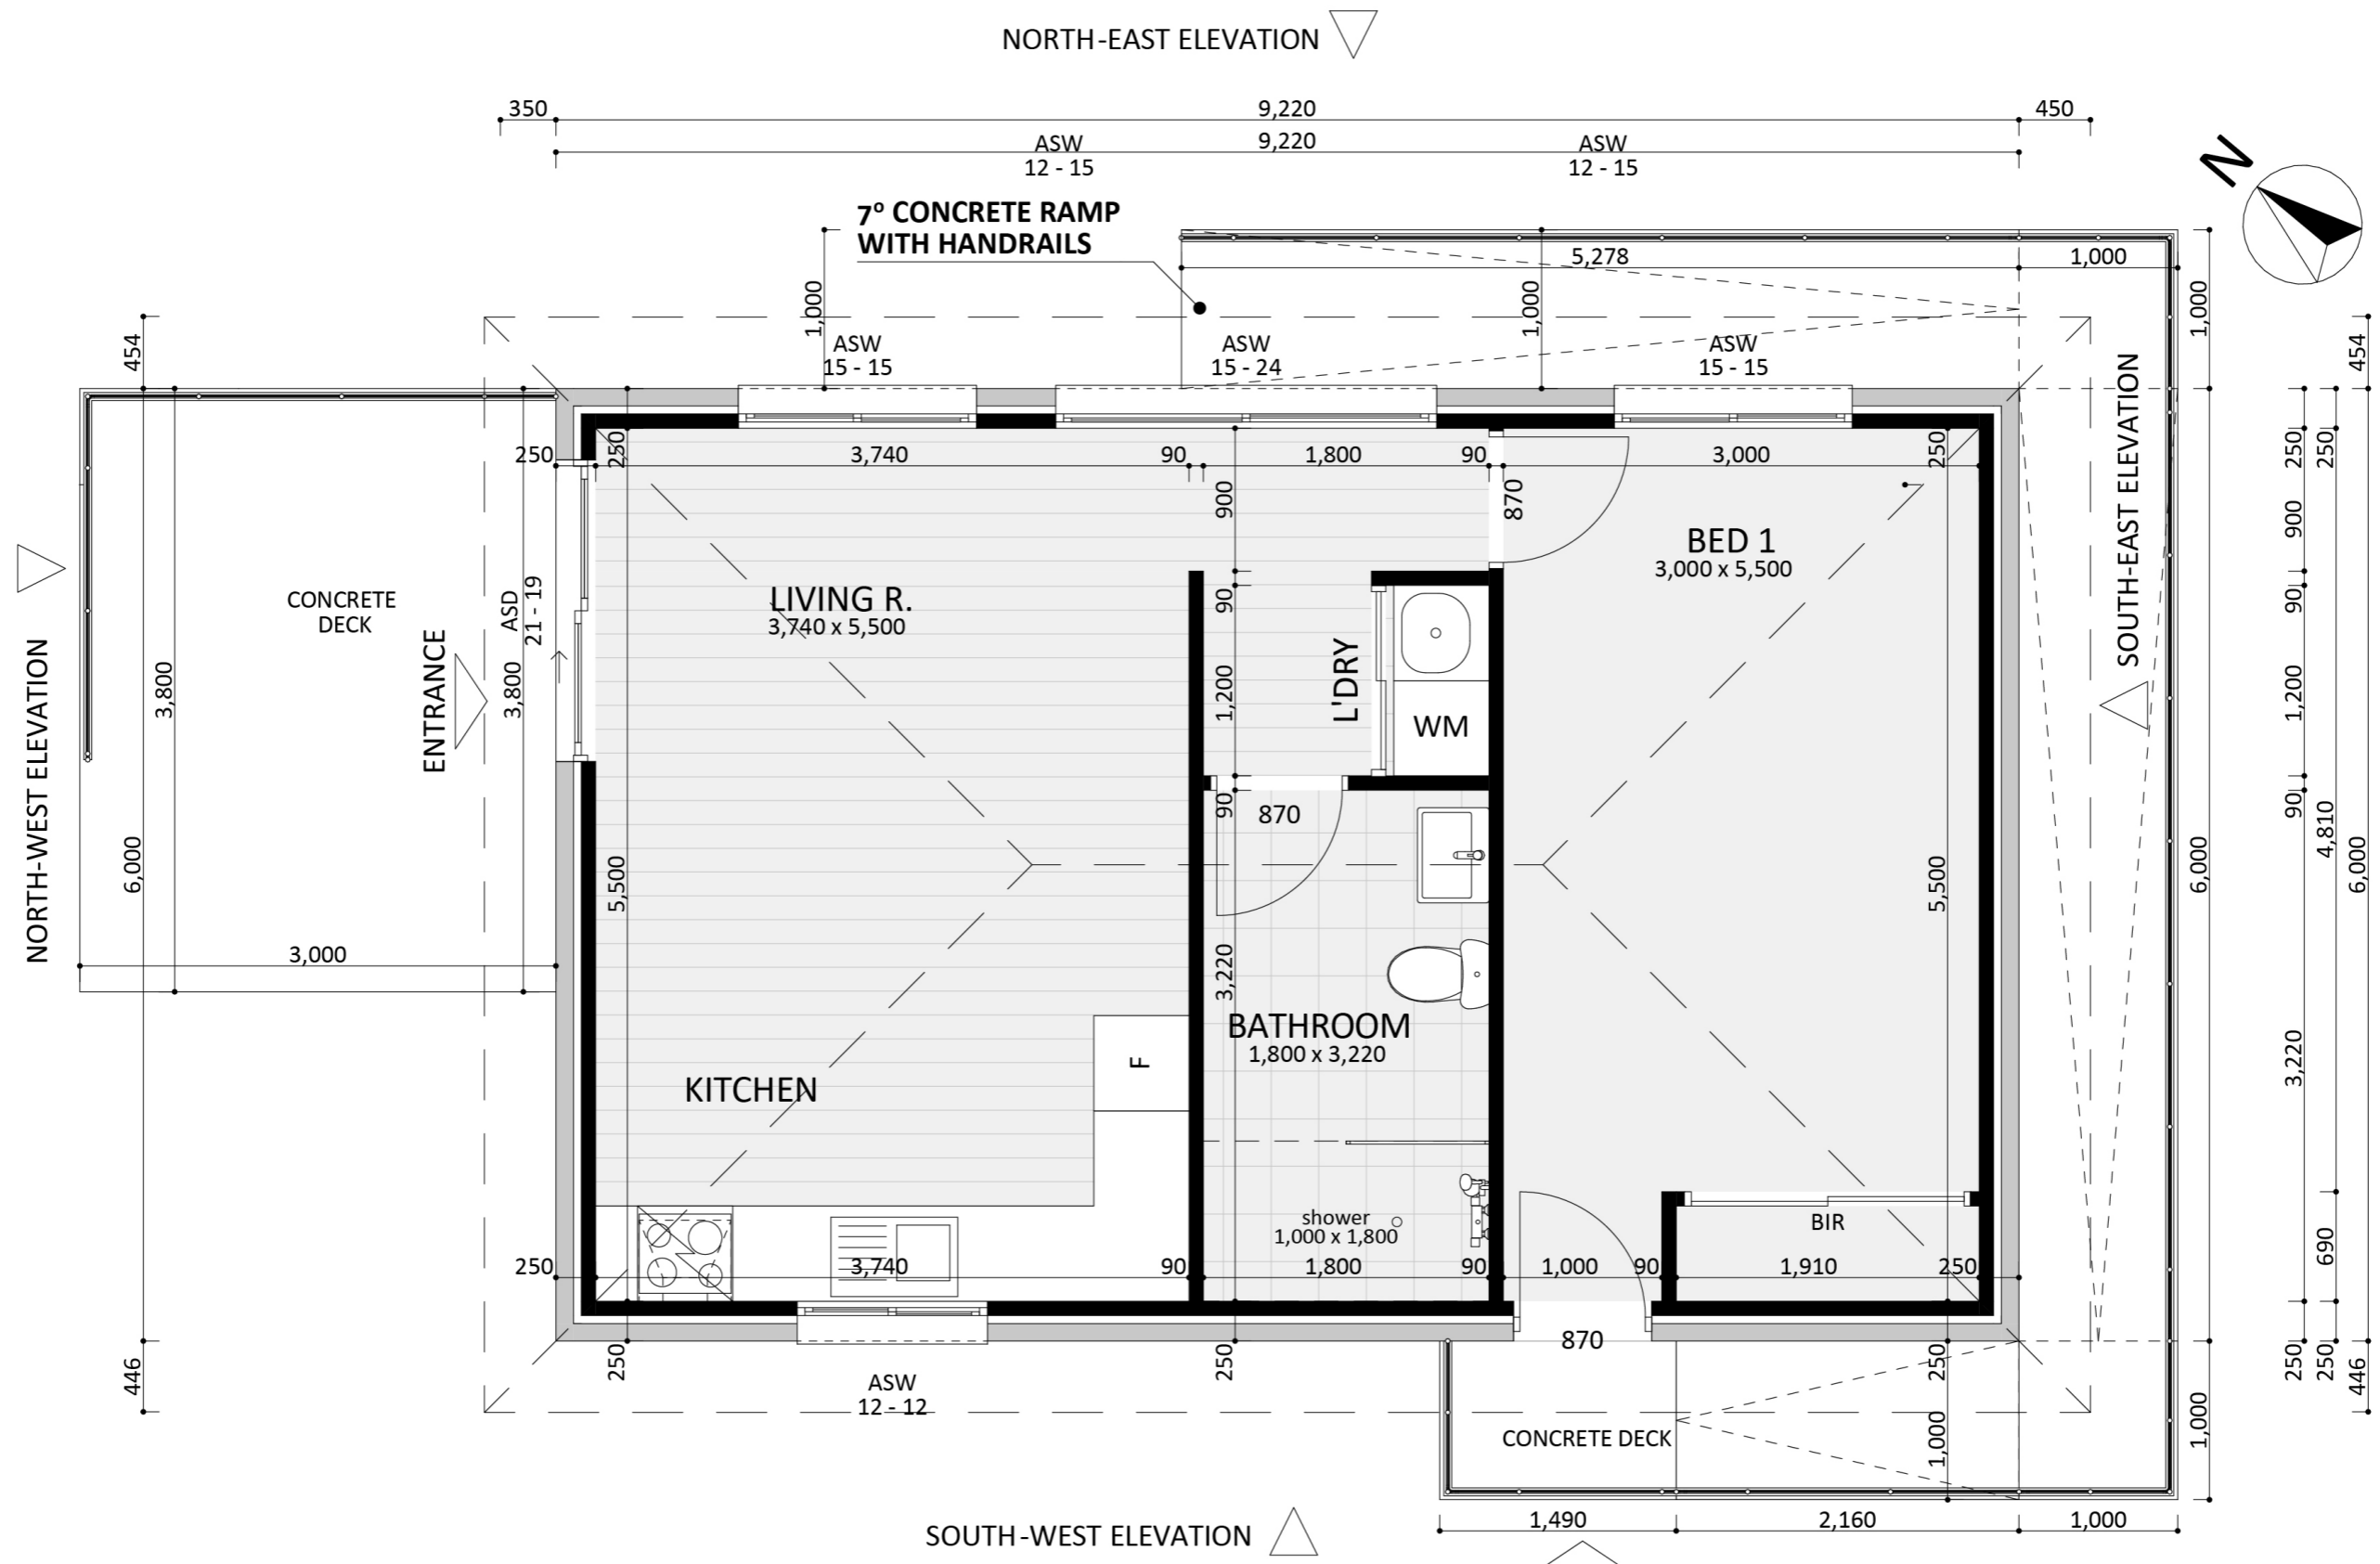 NORTH-EAST ELEVATION
350
9,220
450
9,220
ASW
12 - 15
ASW
12 - 15
N
7° CONCRETE RAMP
WITH HANDRAILS
5,278
1,000
1,000
1,000
1,000
454
454
ASW
15 - 15
ASW
15 - 24
ASW
15 - 15
250
250
3,740
90
1,800
90
3,000
250
250
250
900
870
900
BED 1
3,000 x 5,500
LIVING R.
3,740 x 5,500
CONCRETE
DECK
ENTRANCE
ASD
21 - 19
3,800
3,800
NORTH-WEST ELEVATION
SOUTH-EAST ELEVATION
90
90
1,200
1,200
L'DRY
WM
90
90
870
4,810
6,000
6,000
6,000
5,500
5,500
3,000
3,220
3,220
BATHROOM
1,800 x 3,220
KITCHEN
F
shower
1,000 x 1,800
BIR
690
250
3,740
90
1,800
90
1,000
90
1,910
250
870
446
250
250
250
250
250
446
ASW
12 - 12
CONCRETE DECK
1,000
1,000
1,490
2,160
1,000
SOUTH-WEST ELEVATION